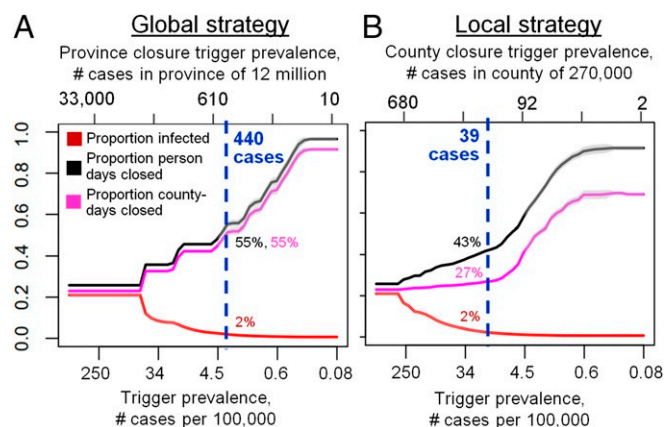 A
Global strategy
Province closure trigger prevalence,
# cases in province of 12 million
33,000 610 10
1.0
0.8
0.6
0.4
0.2
0.0
Proportion infected
Proportion person
days closed
Proportion county-
days closed
440
cases
55%, 55%
2%
250 34 4.5 0.6 0.08
Trigger prevalence,
# cases per 100,000
B
Local strategy
County closure trigger prevalence,
# cases in county of 270,000
680 92 2
39
cases
43%
27%
2%
250 34 4.5 0.6 0.08
Trigger prevalence,
# cases per 100,000